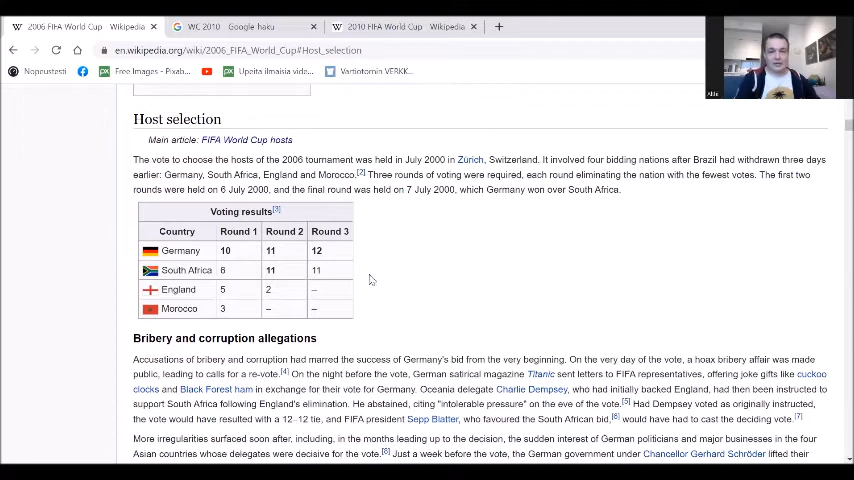 2006 FIFA World Cup - Wikipedia
WC 2010 - Google-haku
2010 FIFA World Cup - Wikipedia
en.wikipedia.org/wiki/2006_FIFA_World_Cup#Host_selection
Nopeustesti
Free Images - Pixab...
Upeita ilmaisia vide...
Vartiotornin VERKK...
Host selection
Main article: FIFA World Cup hosts
The vote to choose the hosts of the 2006 tournament was held in July 2000 in Zürich, Switzerland. It involved four bidding nations after Brazil had withdrawn three days
earlier: Germany, South Africa, England and Morocco.[2] Three rounds of voting were required, each round eliminating the nation with the fewest votes. The first two
rounds were held on 6 July 2000, and the final round was held on 7 July 2000, which Germany won over South Africa.
Voting results[3]
Country Round 1 Round 2 Round 3
Germany 10 11 12
South Africa 6 11 11
England 5 2 –
Morocco 3 – –
Bribery and corruption allegations
Accusations of bribery and corruption had marred the success of Germany's bid from the very beginning. On the very day of the vote, a hoax bribery affair was made
public, leading to calls for a re-vote.[4] On the night before the vote, German satirical magazine Titanic sent letters to FIFA representatives, offering joke gifts like cuckoo
clocks and Black Forest ham in exchange for their vote for Germany. Oceania delegate Charlie Dempsey, who had initially backed England, had then been instructed to
support South Africa following England's elimination. He abstained, citing "intolerable pressure" on the eve of the vote.[5] Had Dempsey voted as originally instructed,
the vote would have resulted with a 12–12 tie, and FIFA president Sepp Blatter, who favoured the South African bid,[6] would have had to cast the deciding vote.[7]
More irregularities surfaced soon after, including, in the months leading up to the decision, the sudden interest of German politicians and major businesses in the four
Asian countries whose delegates were decisive for the vote.[8] Just a week before the vote, the German government under Chancellor Gerhard Schröder lifted their